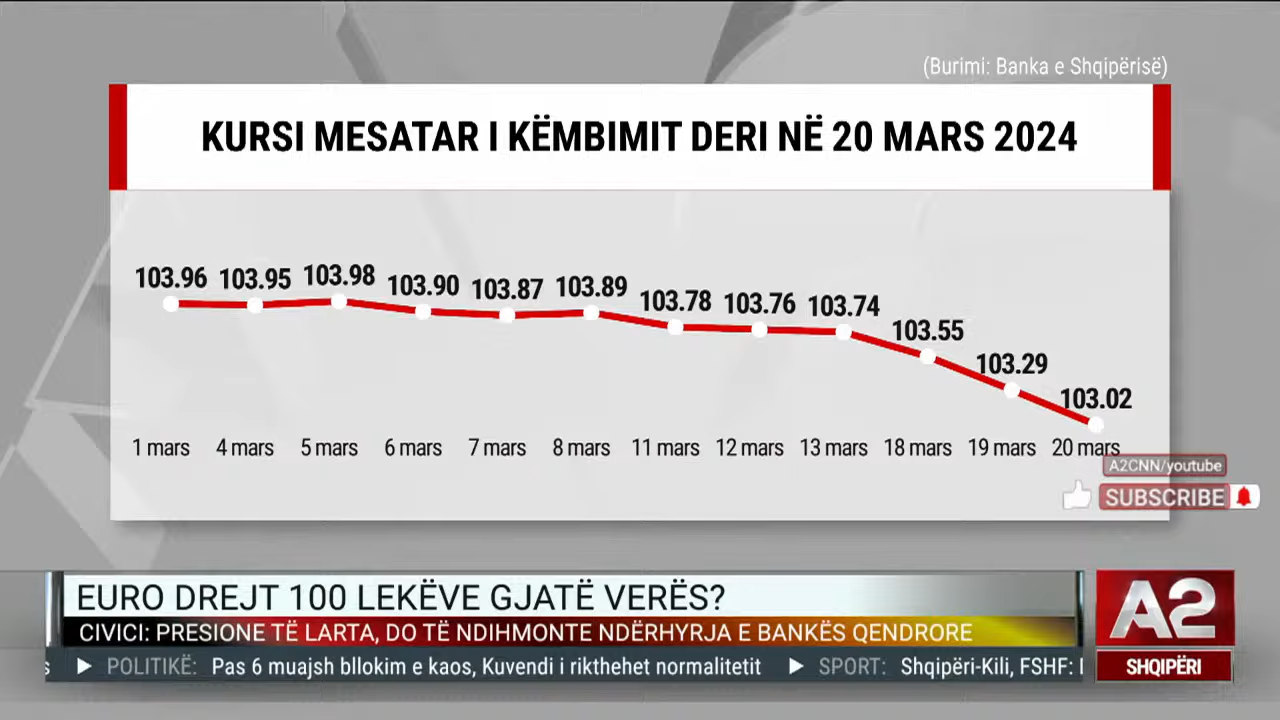 (Burimi: Banka e Shqipërisë)
KURSI MESATAR I KËMBIMIT DERI NË 20 MARS 2024
103.96 103.95 103.98 103.90 103.87 103.89 103.78 103.76 103.74 103.55 103.29 103.02
1 mars 4 mars 5 mars 6 mars 7 mars 8 mars 11 mars 12 mars 13 mars 18 mars 19 mars 20 mars
A2CNN/youtube
SUBSCRIBE
EURO DREJT 100 LEKËVE GJATË VERËS?
CIVICI: PRESIONE TË LARTA, DO TË NDIHMONTE NDËRHYRJA E BANKËS QENDRORE
A2
SHQIPËRI
s ▶ POLITIKË: Pas 6 muajsh bllokim e kaos, Kuvendi i rikthehet normalitetit ▶ SPORT: Shqipëri-Kili, FSHF: